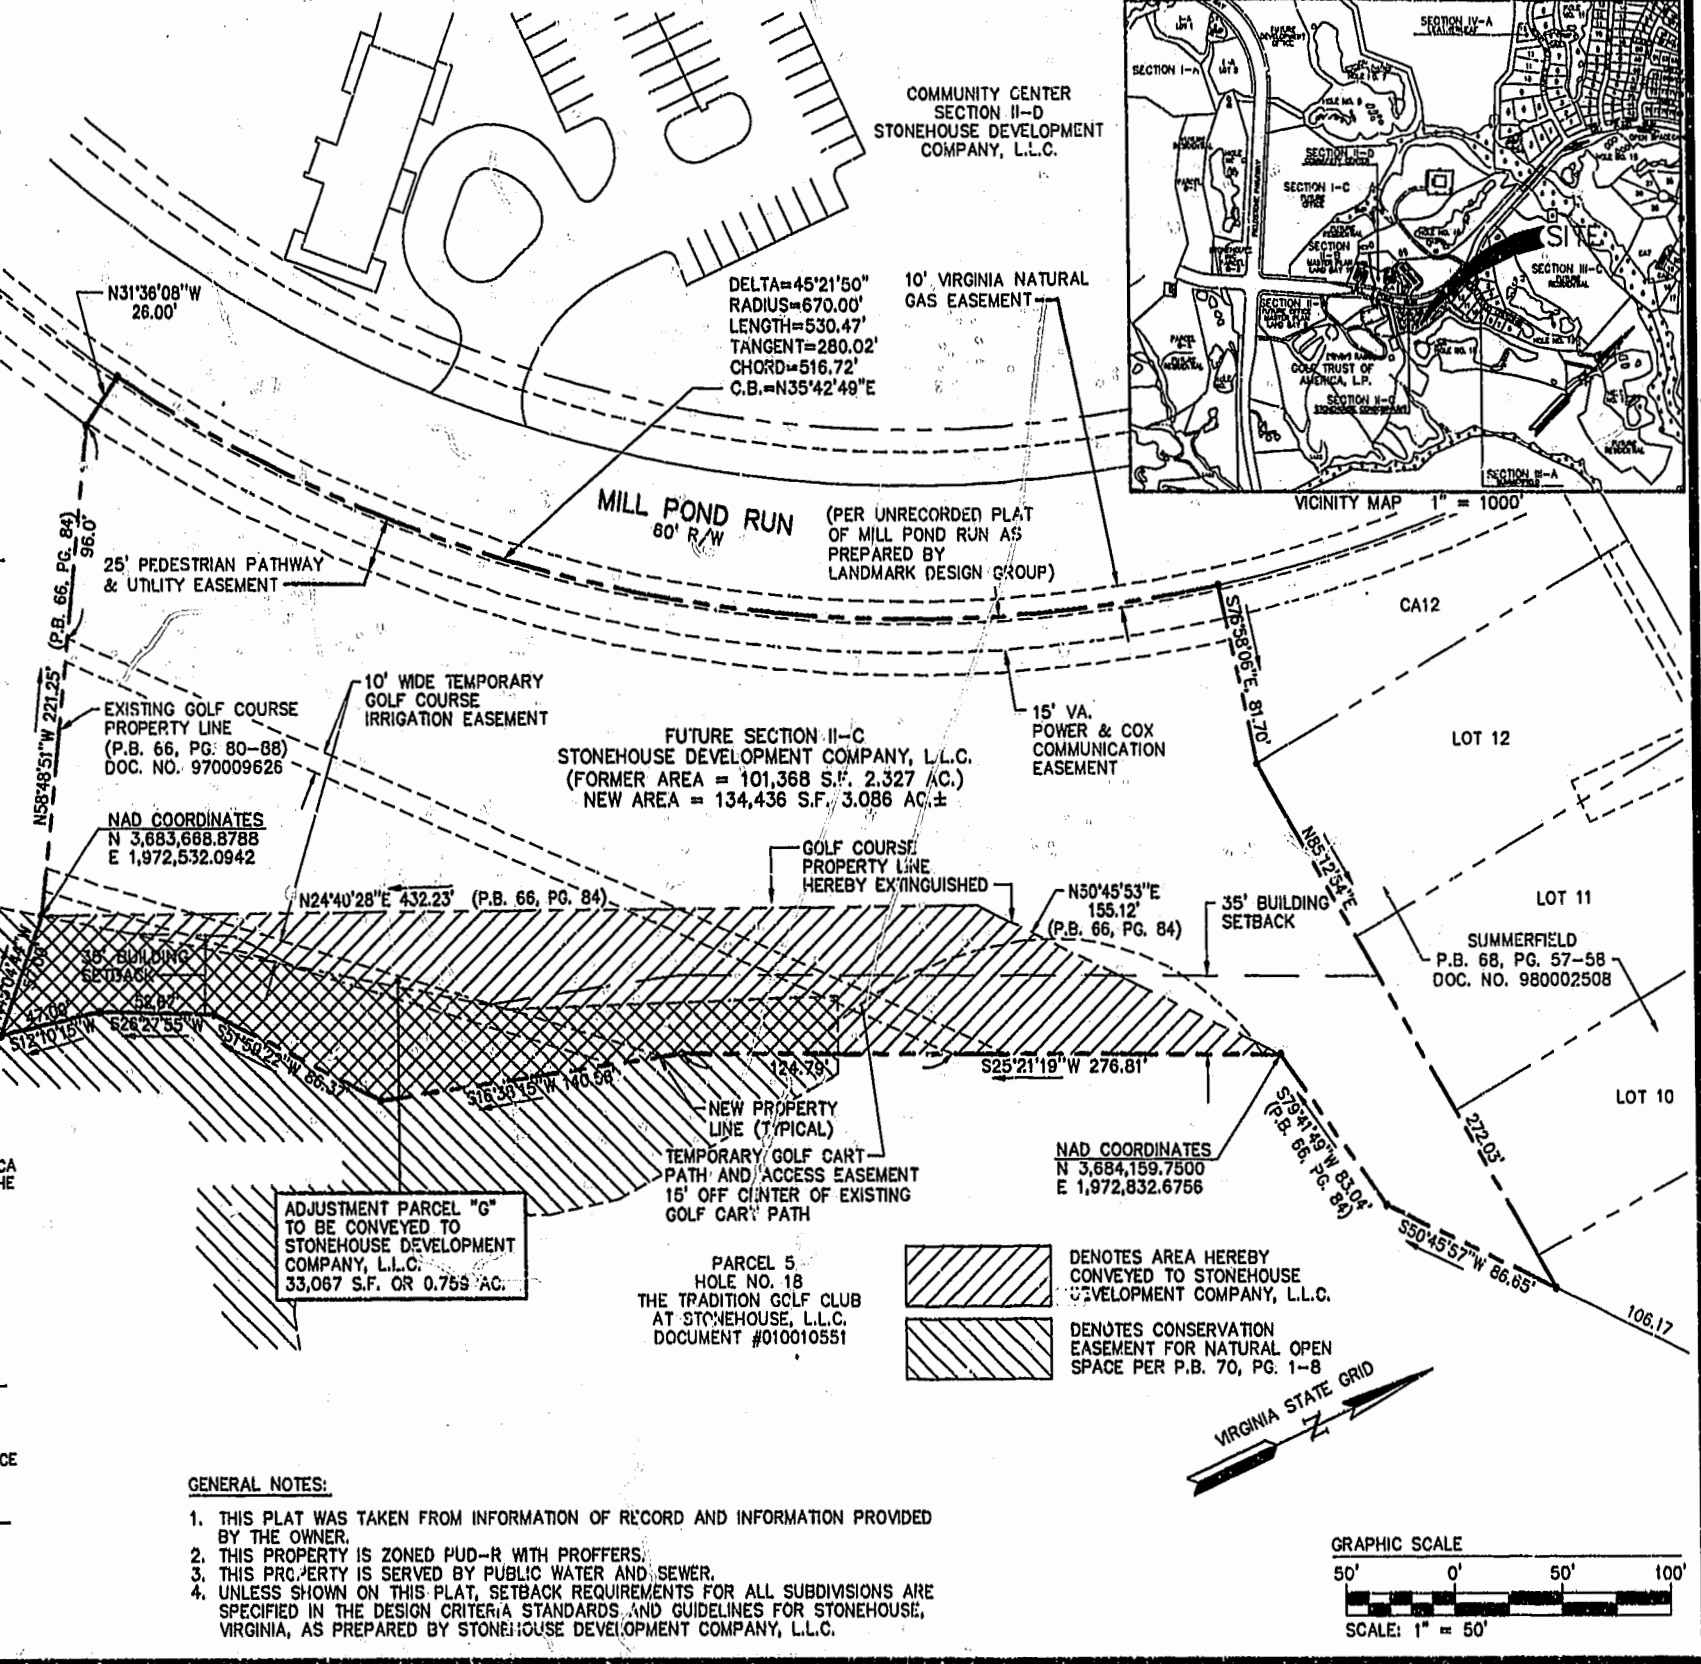 COMMUNITY CENTER
SECTION II-D
STONEHOUSE DEVELOPMENT
COMPANY, L.L.C.
SECTION IV-A
SECTION I-A
SECTION II-D
SECTION I-C
FUTURE
OFFICE
SITE
SECTION III-C
FUTURE
RESIDENTIAL
GOLF TRUST OF
AMERICA, L.P.
SECTION II-C
SECTION III-A
VICINITY MAP 1" = 1000'
N31°36'08"W
26.00'
DELTA=45°21'50"
RADIUS=670.00'
LENGTH=530.47'
TANGENT=280.02'
CHORD=516.72'
C.B.=N35°42'49"E
10' VIRGINIA NATURAL
GAS EASEMENT
MILL POND RUN
80' R/W
(PER UNRECORDED PLAT
OF MILL POND RUN AS
PREPARED BY
LANDMARK DESIGN GROUP)
25' PEDESTRIAN PATHWAY
& UTILITY EASEMENT
96.0'
(P.B. 66, PG. 84)
N58°48'51"W 221.25'
EXISTING GOLF COURSE
PROPERTY LINE
(P.B. 66, PG. 80-88)
DOC. NO. 970009626
10' WIDE TEMPORARY
GOLF COURSE
IRRIGATION EASEMENT
FUTURE SECTION II-C
STONEHOUSE DEVELOPMENT COMPANY, L.L.C.
(FORMER AREA = 101,368 S.F. 2.327 AC.)
NEW AREA = 134,436 S.F. 3.086 AC.±
15' VA.
POWER & COX
COMMUNICATION
EASEMENT
S76°58'06"E, 81.70'
CA12
LOT 12
LOT 11
LOT 10
N85°12'54"E
272.03'
SUMMERFIELD
P.B. 68, PG. 57-58
DOC. NO. 980002508
NAD COORDINATES
N 3,683,668.8788
E 1,972,532.0942
GOLF COURSE
PROPERTY LINE
HEREBY EXTINGUISHED
N24°40'28"E 432.23' (P.B. 66, PG. 84)
N50°45'53"E
155.12'
(P.B. 66, PG. 84)
35' BUILDING
SETBACK
35' BUILDING
SETBACK
47.00'
S12°10'15"W
52.67'
S26°27'55"W
S51°59'22"W 86.37'
S16°38'15"W 140.56'
124.79'
S25°21'19"W 276.81'
NEW PROPERTY
LINE (TYPICAL)
TEMPORARY GOLF CART
PATH AND ACCESS EASEMENT
15' OFF CENTER OF EXISTING
GOLF CART PATH
NAD COORDINATES
N 3,684,159.7500
E 1,972,832.6756
S79°41'49"W 83.04'
(P.B. 66, PG. 84)
S50°45'57"W 86.65'
106.17
CA
HE
ADJUSTMENT PARCEL "G"
TO BE CONVEYED TO
STONEHOUSE DEVELOPMENT
COMPANY, L.L.C.
33,067 S.F. OR 0.759 AC.
PARCEL 5
HOLE NO. 18
THE TRADITION GOLF CLUB
AT STONEHOUSE, L.L.C.
DOCUMENT #010010551
DENOTES AREA HEREBY
CONVEYED TO STONEHOUSE
DEVELOPMENT COMPANY, L.L.C.
DENOTES CONSERVATION
EASEMENT FOR NATURAL OPEN
SPACE PER P.B. 70, PG. 1-8
VIRGINIA STATE GRID
N
CE
GENERAL NOTES:
1. THIS PLAT WAS TAKEN FROM INFORMATION OF RECORD AND INFORMATION PROVIDED
BY THE OWNER.
2. THIS PROPERTY IS ZONED PUD-R WITH PROFFERS.
3. THIS PROPERTY IS SERVED BY PUBLIC WATER AND SEWER.
4. UNLESS SHOWN ON THIS PLAT, SETBACK REQUIREMENTS FOR ALL SUBDIVISIONS ARE
SPECIFIED IN THE DESIGN CRITERIA STANDARDS AND GUIDELINES FOR STONEHOUSE,
VIRGINIA, AS PREPARED BY STONEHOUSE DEVELOPMENT COMPANY, L.L.C.
GRAPHIC SCALE
50' 0' 50' 100'
SCALE: 1" = 50'